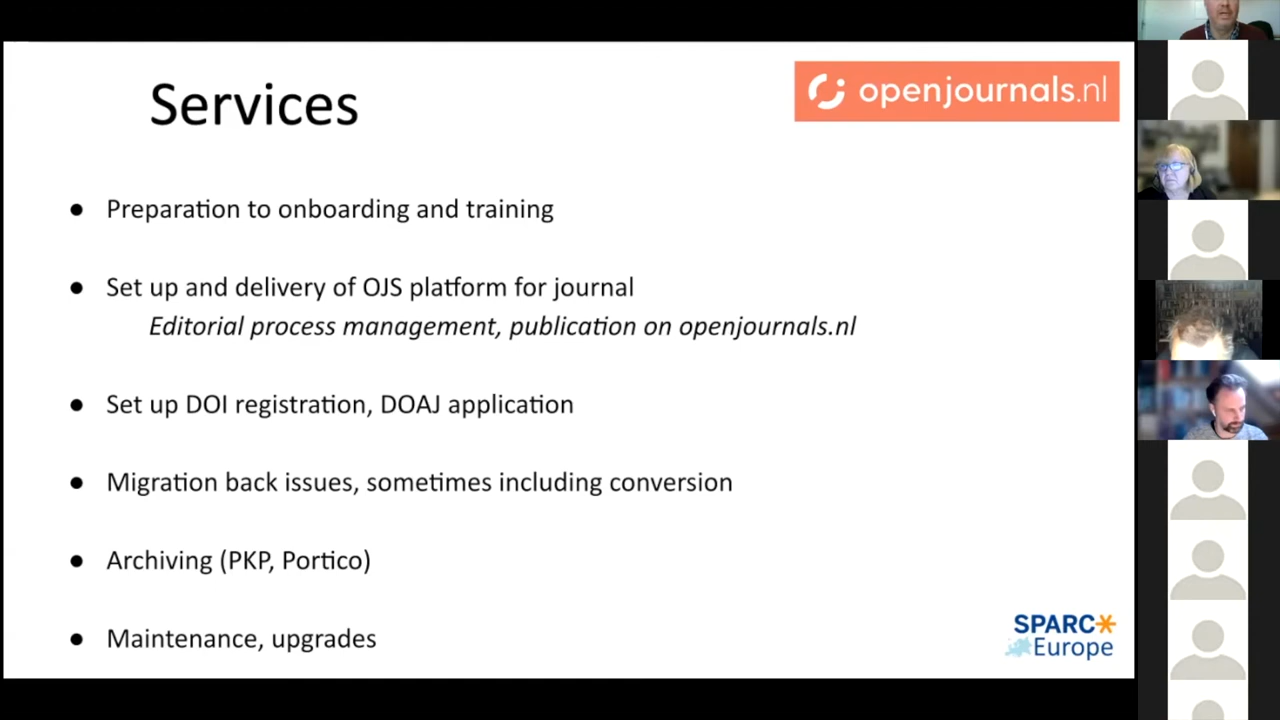 Services
openjournals.nl
● Preparation to onboarding and training
● Set up and delivery of OJS platform for journal
Editorial process management, publication on openjournals.nl
● Set up DOI registration, DOAJ application
● Migration back issues, sometimes including conversion
● Archiving (PKP, Portico)
● Maintenance, upgrades
SPARC
Europe